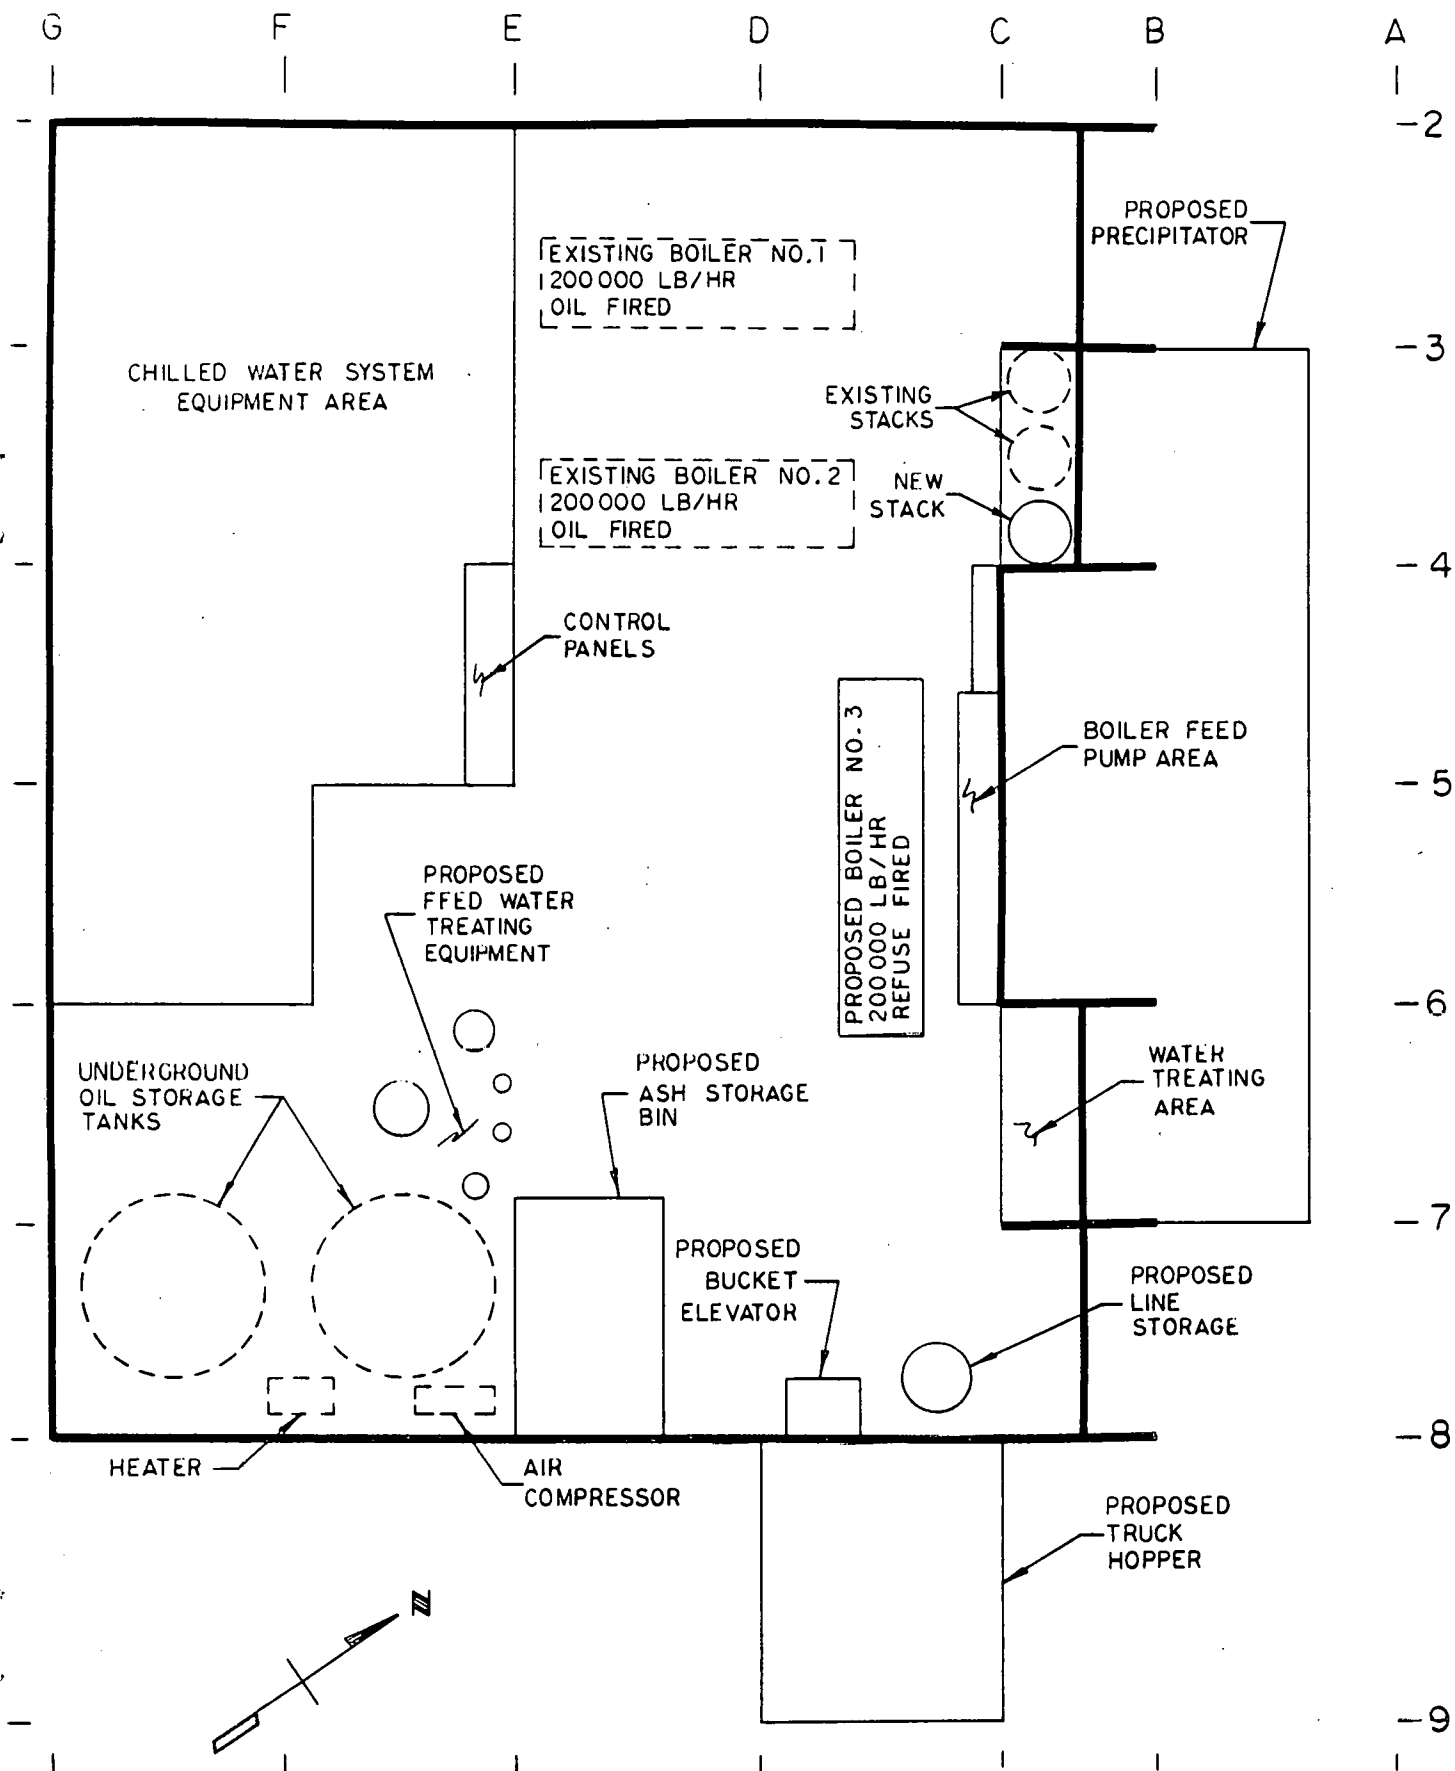 G F E D C B A
-2
PROPOSED
PRECIPITATOR
EXISTING BOILER NO.1
200000 LB/HR
OIL FIRED
-3
CHILLED WATER SYSTEM
EQUIPMENT AREA
EXISTING
STACKS
EXISTING BOILER NO.2
200000 LB/HR
OIL FIRED
NEW
STACK
-4
CONTROL
PANELS
PROPOSED BOILER NO.3
200000 LB/HR
REFUSE FIRED
BOILER FEED
PUMP AREA
-5
PROPOSED
FFED WATER
TREATING
EQUIPMENT
-6
UNDERGROUND
OIL STORAGE
TANKS
PROPOSED
ASH STORAGE
BIN
WATER
TREATING
AREA
-7
PROPOSED
BUCKET
ELEVATOR
PROPOSED
LINE
STORAGE
-8
HEATER
AIR
COMPRESSOR
PROPOSED
TRUCK
HOPPER
N
-9